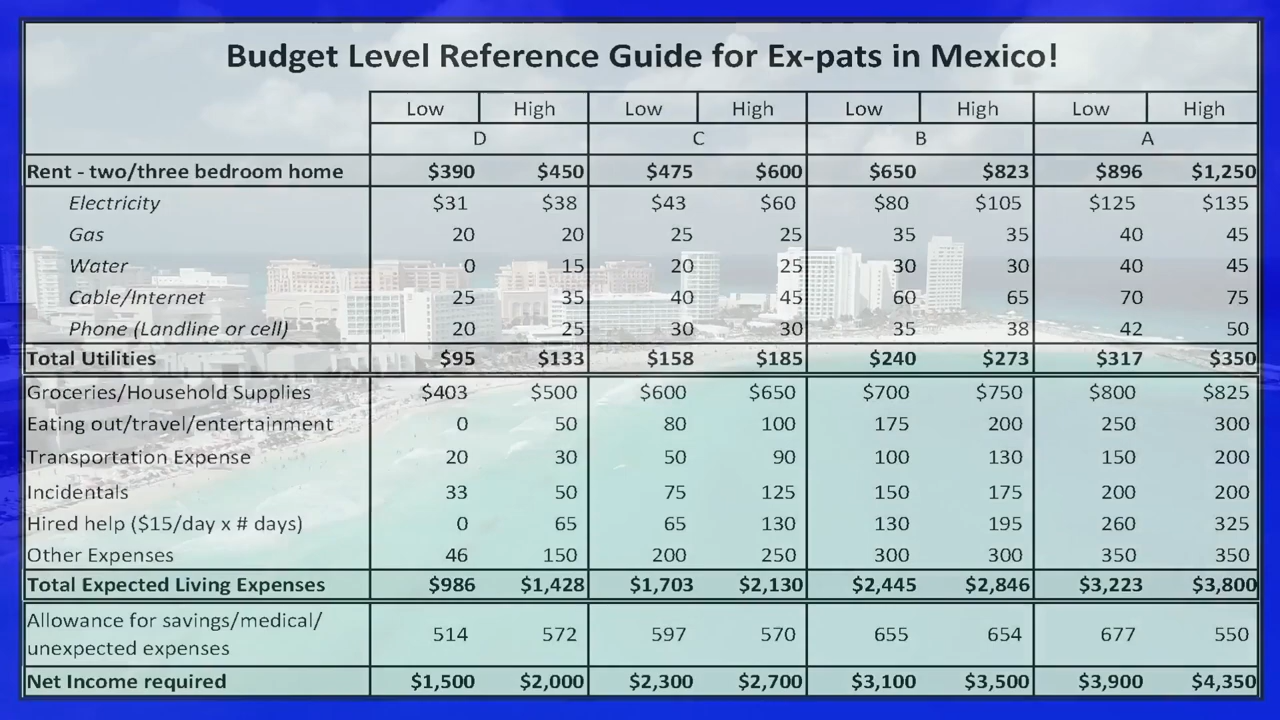 Budget Level Reference Guide for Ex-pats in Mexico!
Low High Low High Low High Low High
D C B A
Rent - two/three bedroom home $390 $450 $475 $600 $650 $823 $896 $1,250
Electricity $31 $38 $43 $60 $80 $105 $125 $135
Gas 20 20 25 25 35 35 40 45
Water 0 15 20 25 30 30 40 45
Cable/Internet 25 35 40 45 60 65 70 75
Phone (Landline or cell) 20 25 30 30 35 38 42 50
Total Utilities $95 $133 $158 $185 $240 $273 $317 $350
Groceries/Household Supplies $403 $500 $600 $650 $700 $750 $800 $825
Eating out/travel/entertainment 0 50 80 100 175 200 250 300
Transportation Expense 20 30 50 90 100 130 150 200
Incidentals 33 50 75 125 150 175 200 200
Hired help ($15/day x # days) 0 65 65 130 130 195 260 325
Other Expenses 46 150 200 250 300 300 350 350
Total Expected Living Expenses $986 $1,428 $1,703 $2,130 $2,445 $2,846 $3,223 $3,800
Allowance for savings/medical/
unexpected expenses 514 572 597 570 655 654 677 550
Net Income required $1,500 $2,000 $2,300 $2,700 $3,100 $3,500 $3,900 $4,350